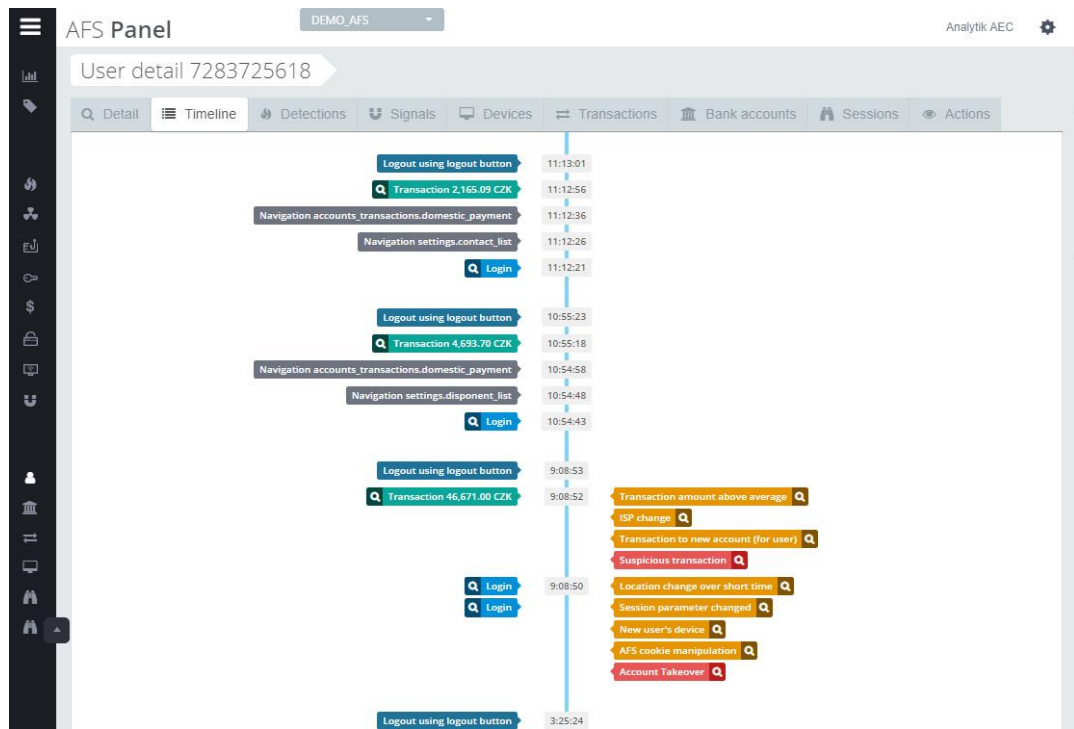 AFS Panel
DEMO_AFS
Analytik AEC
User detail 7283725618
Detail
Timeline
Detections
Signals
Devices
Transactions
Bank accounts
Sessions
Actions
Logout using logout button 11:13:01
Transaction 2,165.09 CZK 11:12:56
Navigation accounts_transactions.domestic_payment 11:12:36
Navigation settings.contact_list 11:12:26
Login 11:12:21
Logout using logout button 10:55:23
Transaction 4,693.70 CZK 10:55:18
Navigation accounts_transactions.domestic_payment 10:54:58
Navigation settings.disponent_list 10:54:48
Login 10:54:43
Logout using logout button 9:08:53
Transaction 46,671.00 CZK 9:08:52 Transaction amount above average
ISP change
Transaction to new account (for user)
Suspicious transaction
Login 9:08:50 Location change over short time
Login Session parameter changed
New user's device
AFS cookie manipulation
Account Takeover
Logout using logout button 3:25:24